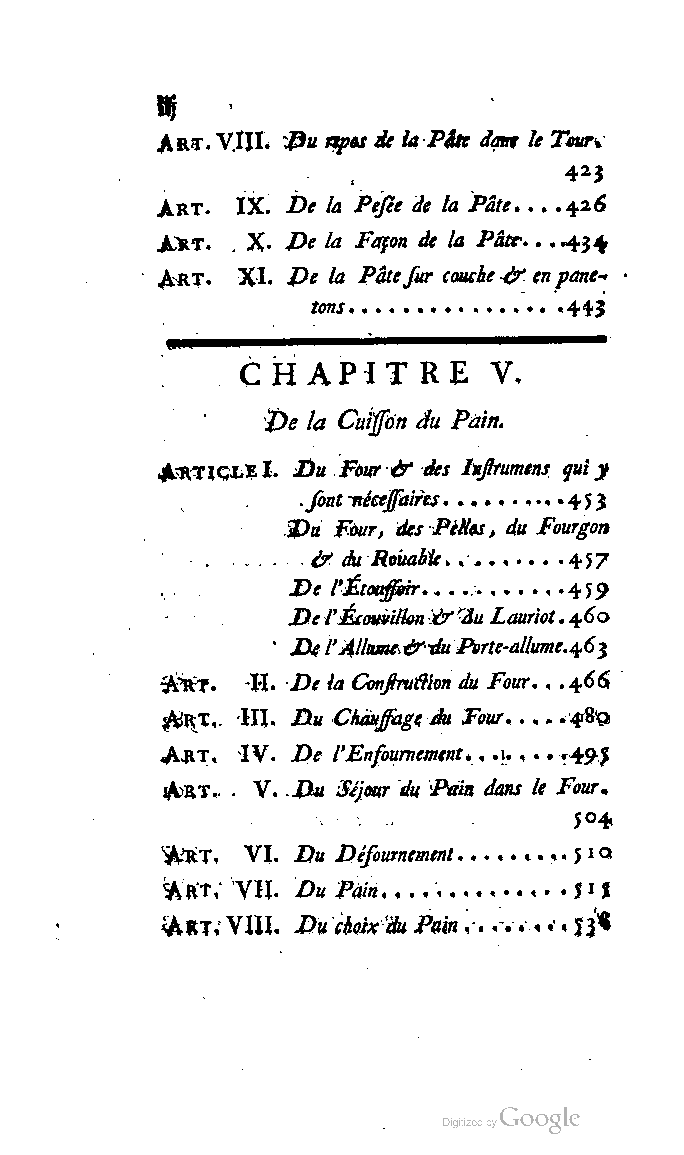 iij
ART. VIII. Du repos de la Pâte dans le Tour.
423
ART. IX. De la Pesée de la Pâte....426
ART. X. De la Façon de la Pâte....434
ART. XI. De la Pâte sur couche & en pane-
tons................443
CHAPITRE V.
De la Cuisson du Pain.
ARTICLE I. Du Four & des Instrumens qui y
sont nécessaires..........453
Du Four, des Pêlles, du Fourgon
& du Rouable..........457
De l'Étouffoir...........459
De l'Écouvillon & du Lauriot.460
De l'Allume & du Porte-allume.463
ART. II. De la Construction du Four...466
ART. III. Du Chauffage du Four.....480
ART. IV. De l'Enfournement.........495
ART. V. Du Séjour du Pain dans le Four.
504
ART. VI. Du Défournement.........510
ART. VII. Du Pain..............515
ART. VIII. Du choix du Pain........538
Digitized by Google